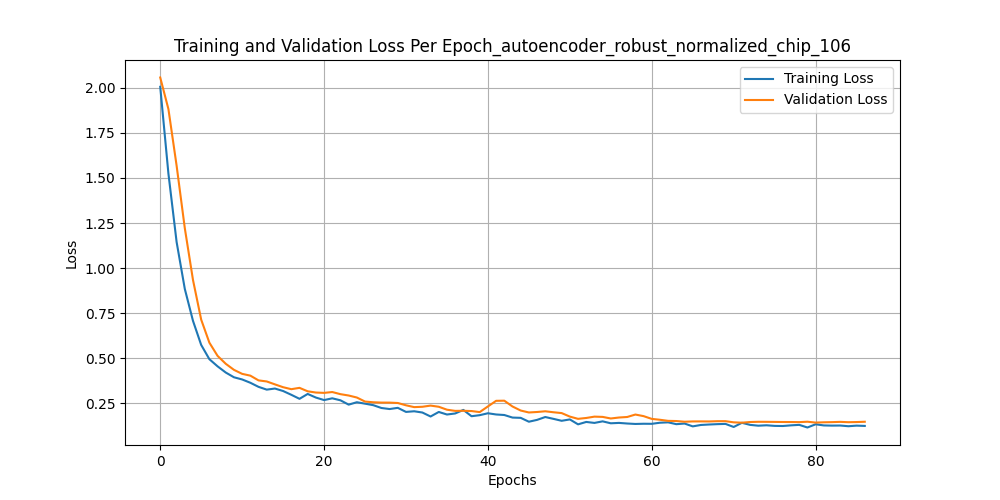 Training and Validation Loss Per Epoch_autoencoder_robust_normalized_chip_106
Training Loss
Validation Loss
2.00
1.75
1.50
1.25
1.00
0.75
0.50
0.25
Loss
0 20 40 60 80
Epochs